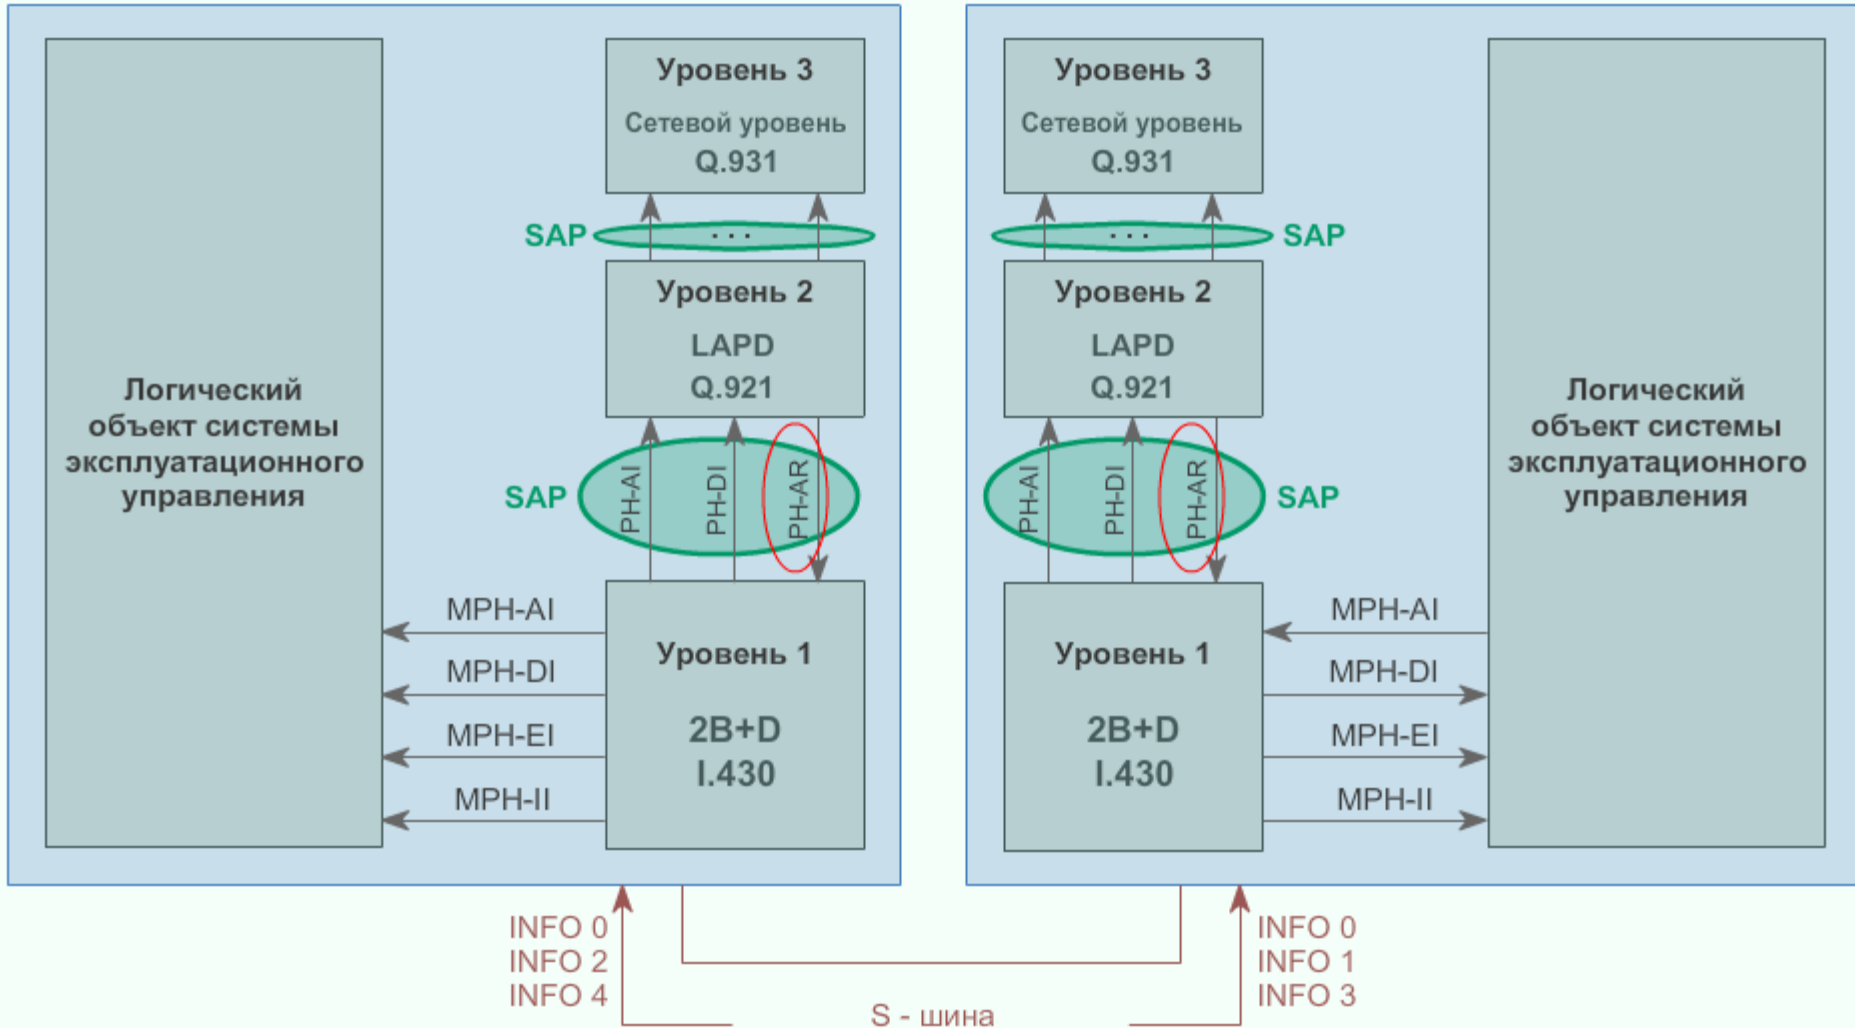 Уровень 3
Сетевой уровень
Q.931
SAP
...
Уровень 2
LAPD
Q.921
Логический
объект системы
эксплуатационного
управления
SAP
PH-AI
PH-DI
PH-AR
MPH-AI
MPH-DI
MPH-EI
MPH-II
Уровень 1
2B+D
I.430
Уровень 3
Сетевой уровень
Q.931
...
SAP
Уровень 2
LAPD
Q.921
PH-AI
PH-DI
PH-AR
SAP
Уровень 1
2B+D
I.430
MPH-AI
MPH-DI
MPH-EI
MPH-II
Логический
объект системы
эксплуатационного
управления
INFO 0
INFO 2
INFO 4
INFO 0
INFO 1
INFO 3
S - шина